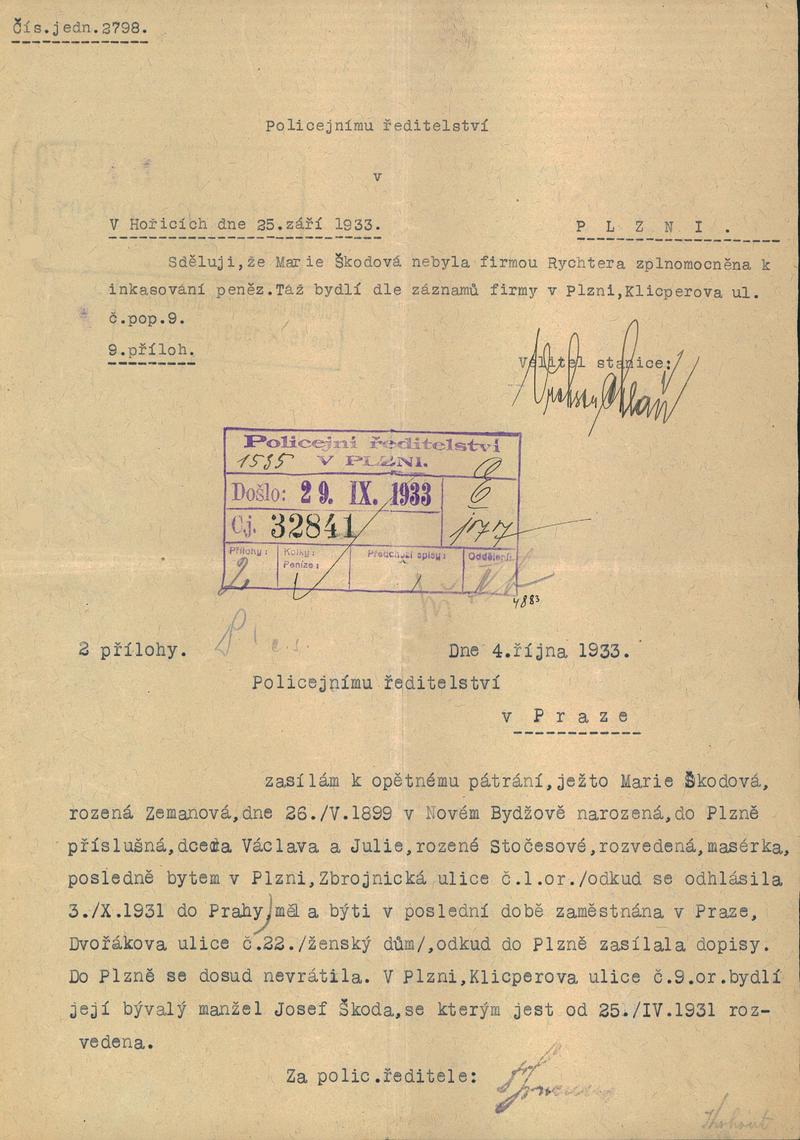 Čís.jedn.2798.
Policejnímu ředitelství
v
V Hořicích dne 25.září 1933. P L Z N I .
Sděluji,že Marie Škodová nebyla firmou Rychtera zplnomocněna k
inkasování peněz.Táž bydlí dle záznamů firmy v Plzni,Klicperova ul.
č.pop.9.
9.příloh.
Velitel stanice:
Policejní ředitelství
1535 V PLZNI.
Došlo: 29. IX. 1933
6
Čj. 32841
177
Přílohy: Kolky: Předchozí spisy: Oddělení:
Peníze:
2
4883
2 přílohy. Dne 4.října 1933.
Policejnímu ředitelství
v P r a z e
zasílám k opětnému pátrání,ježto Marie Škodová,
rozená Zemanová,dne 26./V.1899 v Novém Bydžově narozená,do Plzně
příslušná,dcera Václava a Julie,rozené Stočesové,rozvedená,masérka,
posledně bytem v Plzni,Zbrojnická ulice č.1.or./odkud se odhlásila
3./X.1931 do Prahy/měla býti v poslední době zaměstnána v Praze,
Dvořákova ulice č.22./ženský dům/,odkud do Plzně zasílala dopisy.
Do Plzně se dosud nevrátila. V Plzni,Klicperova ulice č.9.or.bydlí
její bývalý manžel Josef Škoda,se kterým jest od 25./IV.1931 roz-
vedena.
Za polic.ředitele: